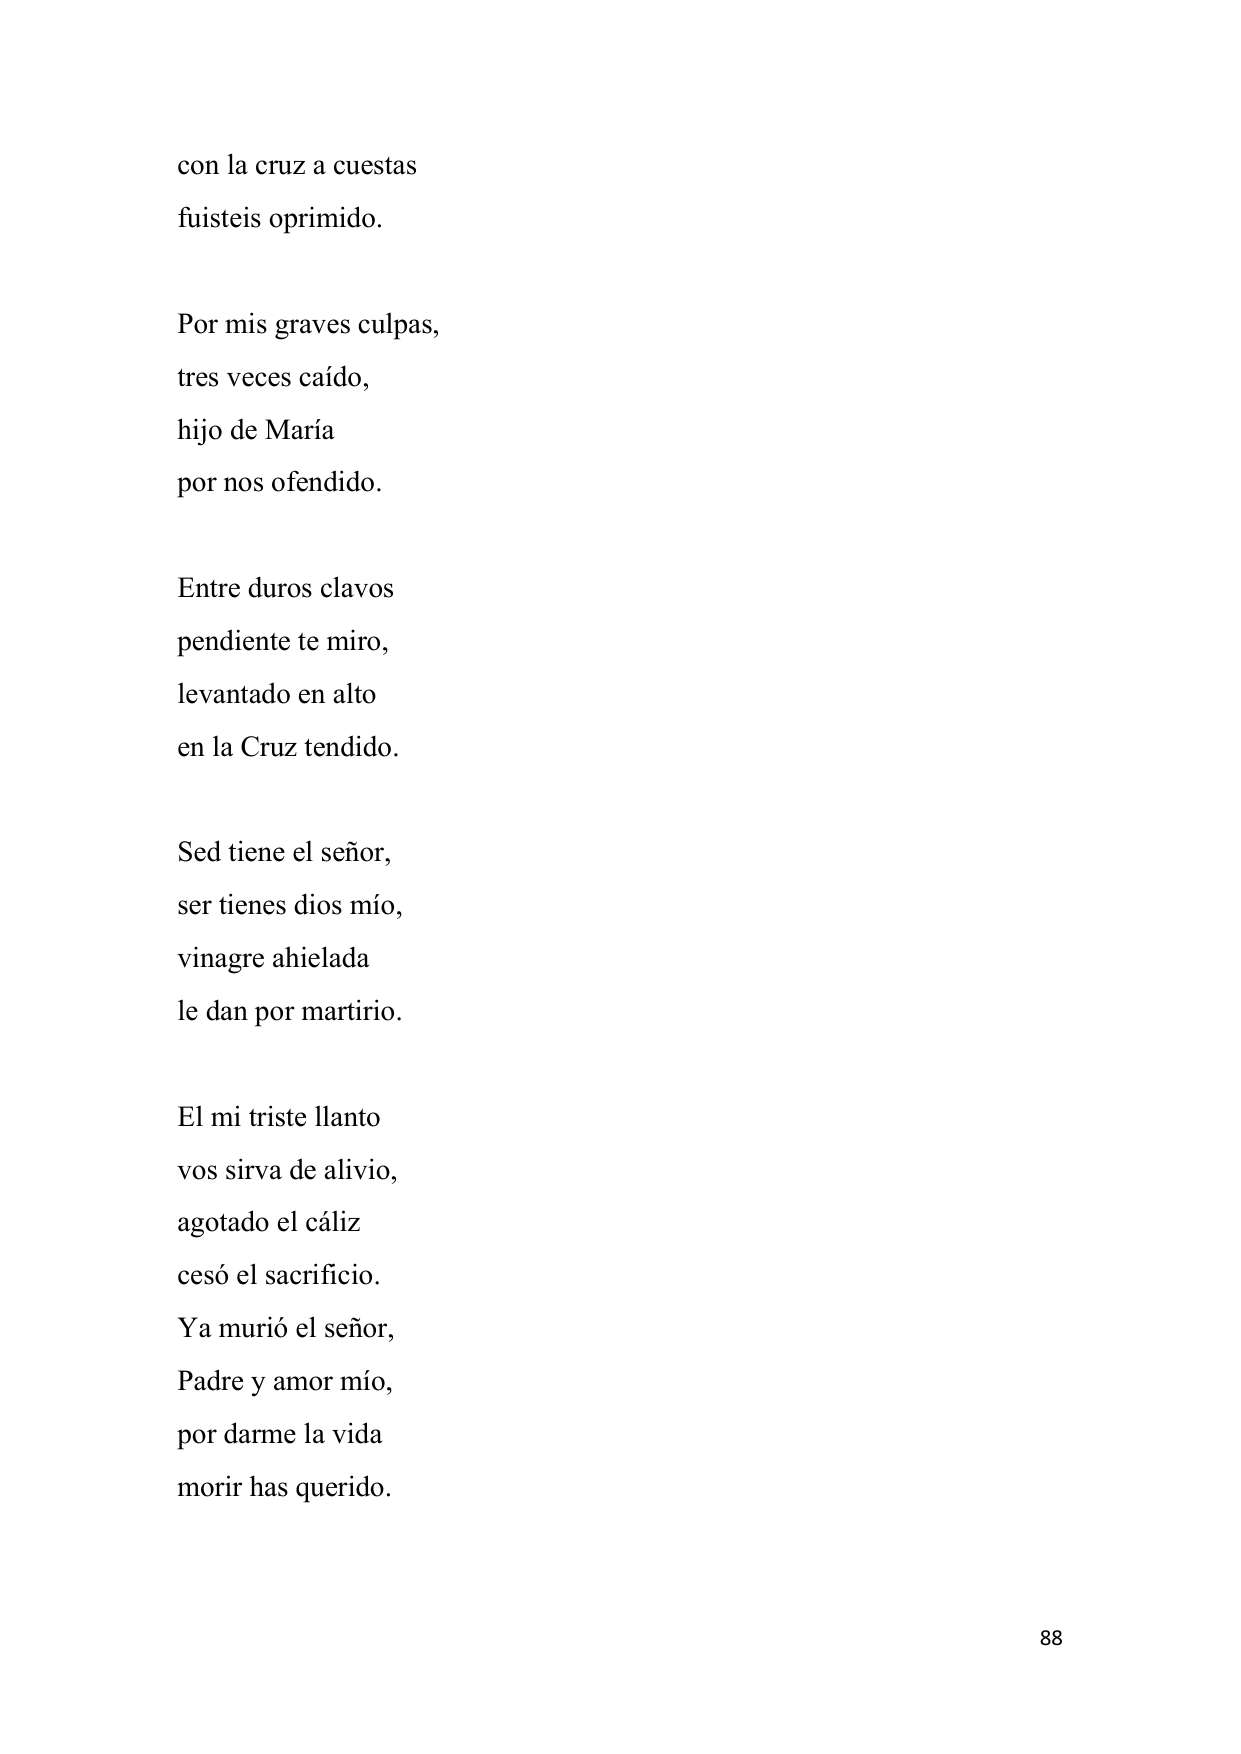 con la cruz a cuestas
fuisteis oprimido.
Por mis graves culpas,
tres veces caído,
hijo de María
por nos ofendido.
Entre duros clavos
pendiente te miro,
levantado en alto
en la Cruz tendido.
Sed tiene el señor,
ser tienes dios mío,
vinagre ahielada
le dan por martirio.
El mi triste llanto
vos sirva de alivio,
agotado el cáliz
cesó el sacrificio.
Ya murió el señor,
Padre y amor mío,
por darme la vida
morir has querido.
88